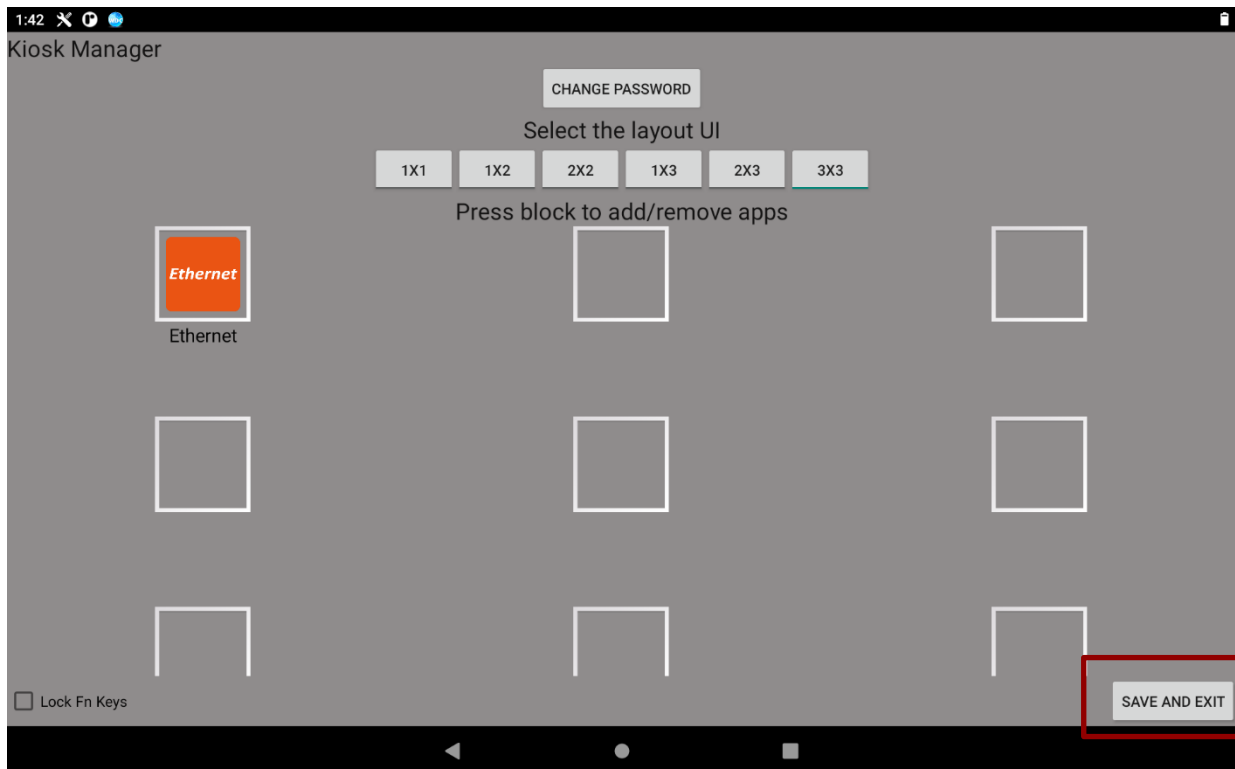 1:42
Kiosk Manager
CHANGE PASSWORD
Select the layout UI
1X1 1X2 2X2 1X3 2X3 3X3
Press block to add/remove apps
Ethernet
Ethernet
Lock Fn Keys
SAVE AND EXIT